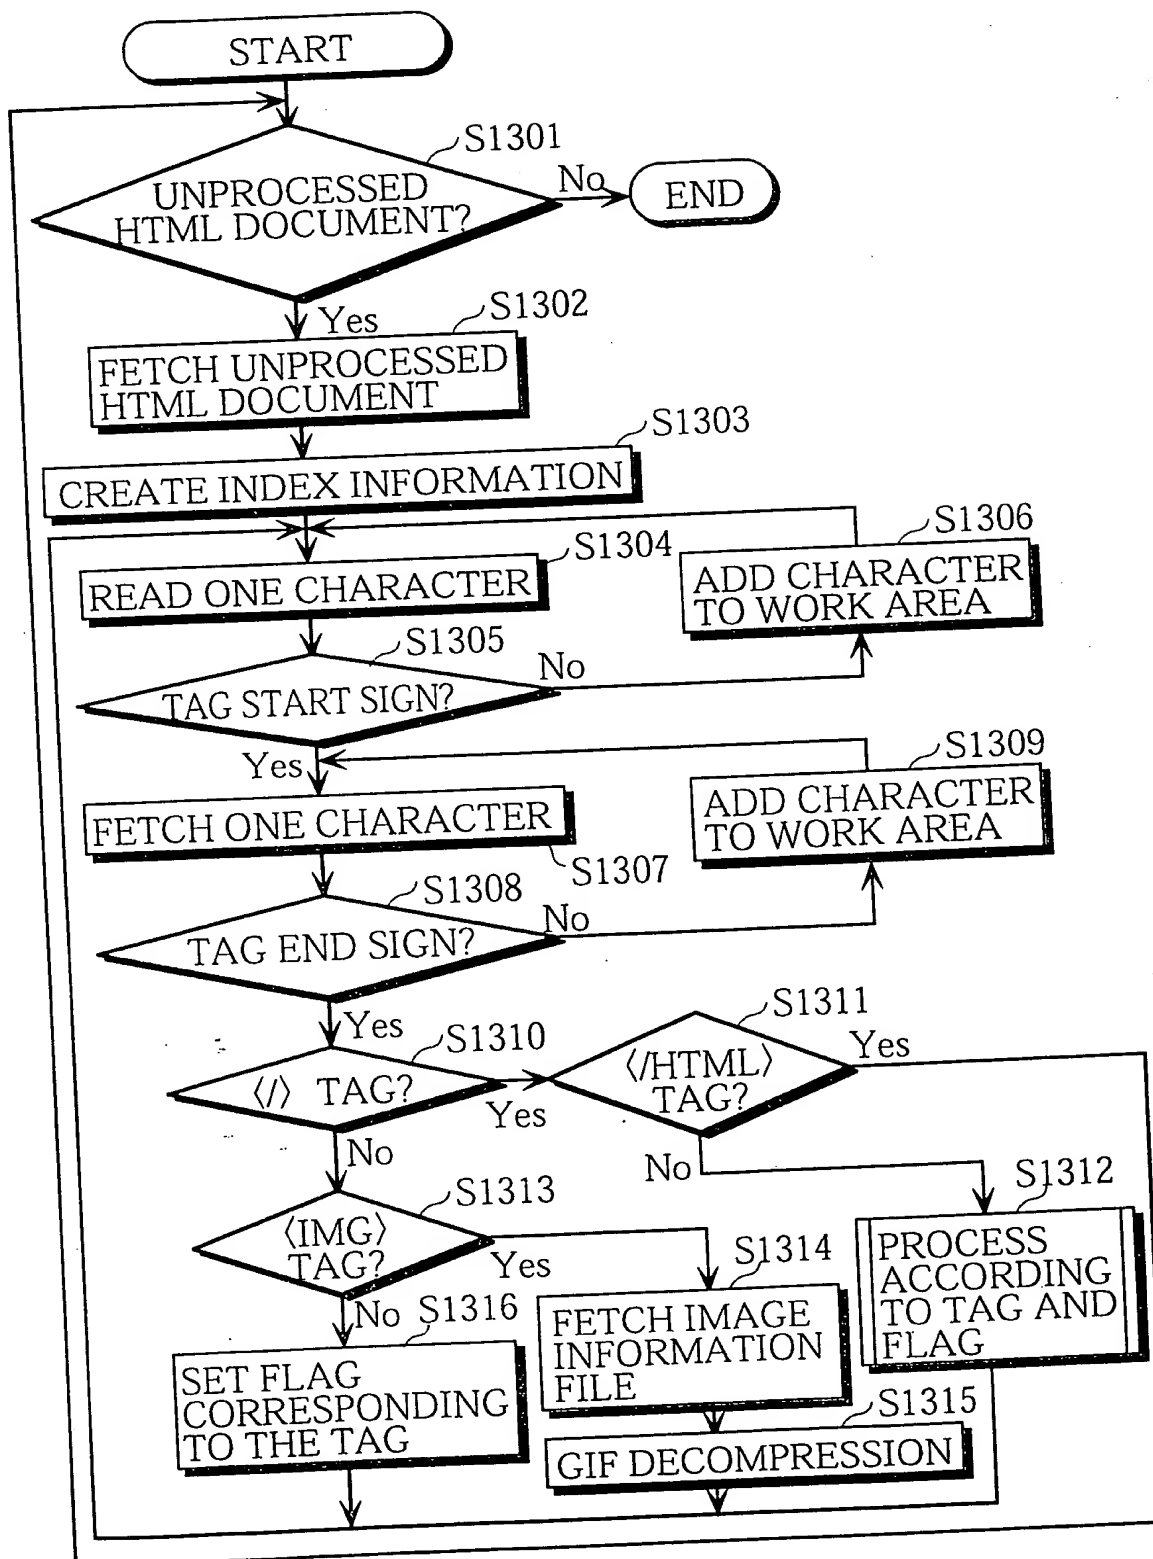 START
S1301
UNPROCESSED
HTML DOCUMENT?
No
END
Yes
S1302
FETCH UNPROCESSED
HTML DOCUMENT
S1303
CREATE INDEX INFORMATION
S1304
READ ONE CHARACTER
S1306
ADD CHARACTER
TO WORK AREA
S1305
No
TAG START SIGN?
Yes
S1309
ADD CHARACTER
TO WORK AREA
FETCH ONE CHARACTER
S1307
S1308
No
TAG END SIGN?
Yes
S1310
〈/〉 TAG?
Yes
S1311
〈/HTML〉
TAG?
Yes
No
No
S1312
PROCESS
ACCORDING
TO TAG AND
FLAG
S1313
〈IMG〉
TAG?
Yes
S1314
FETCH IMAGE
INFORMATION
FILE
No
S1316
SET FLAG
CORRESPONDING
TO THE TAG
S1315
GIF DECOMPRESSION